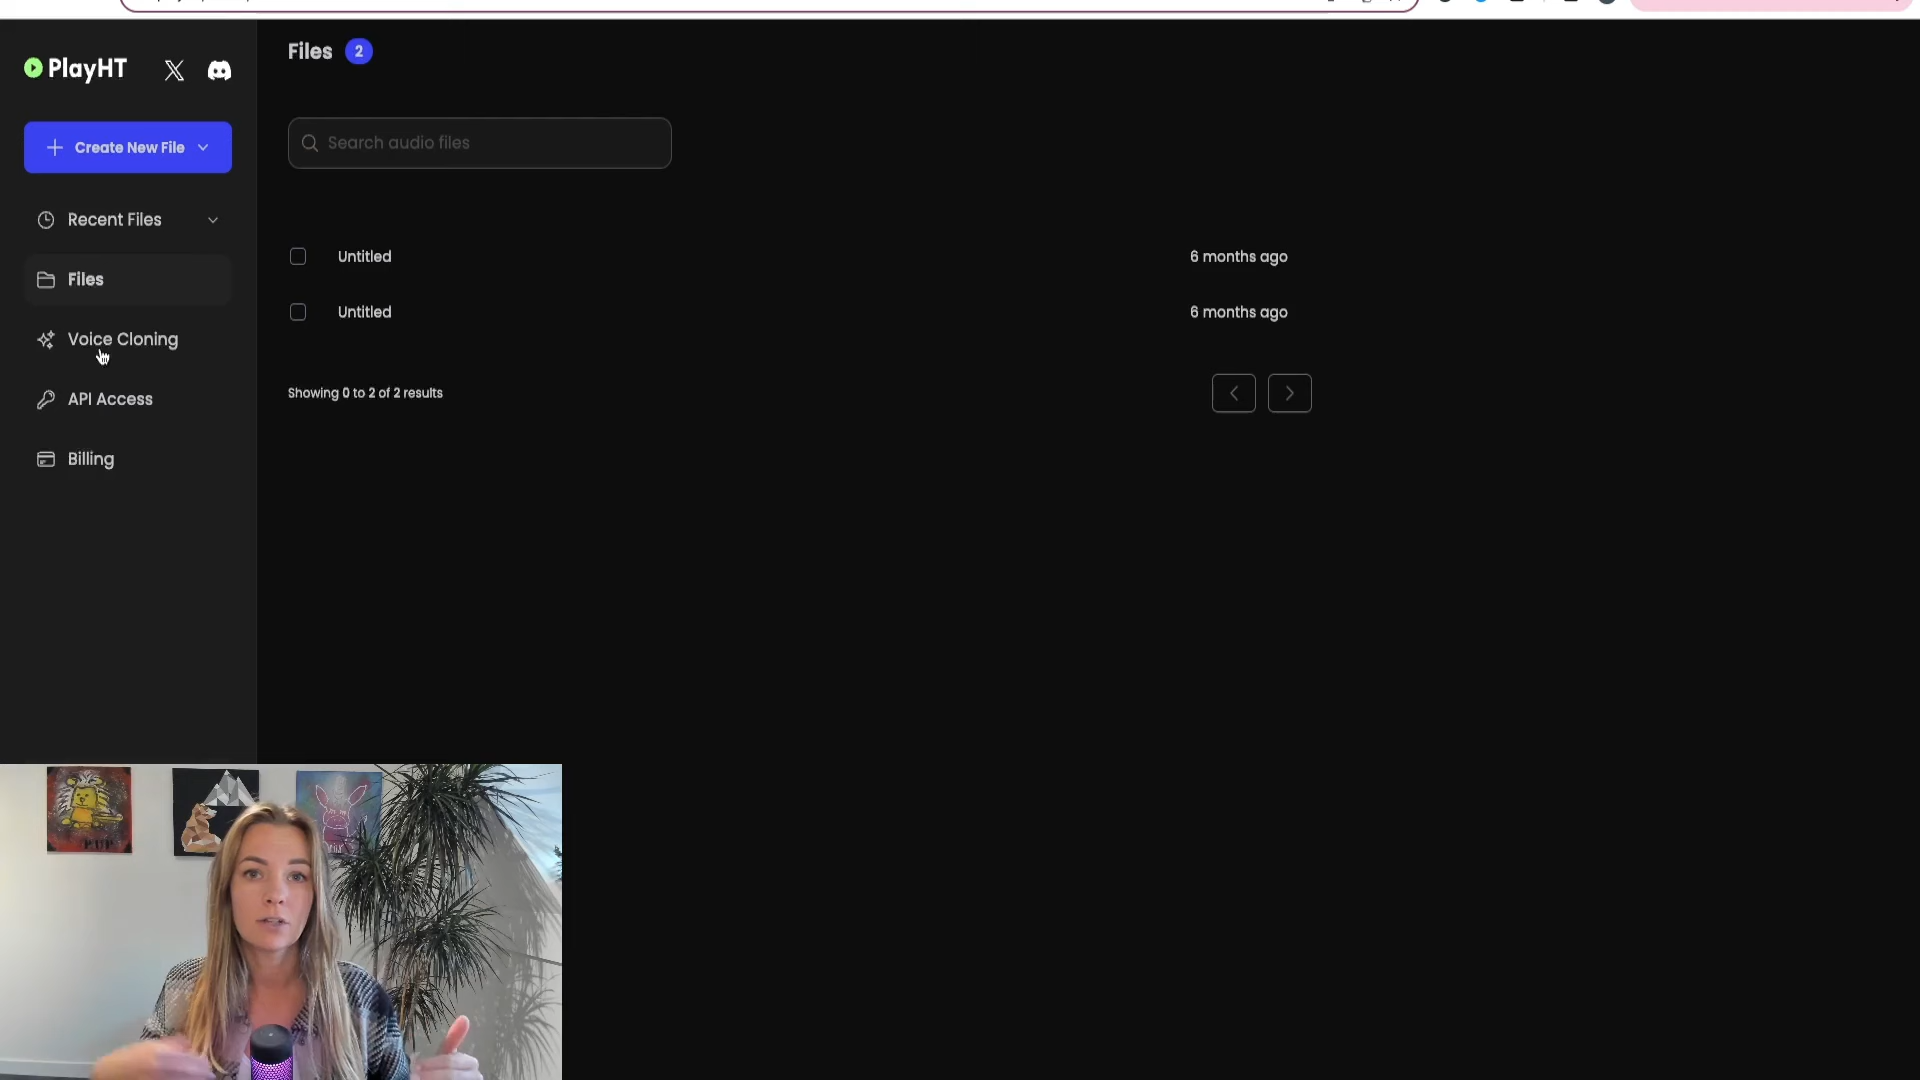 PlayHT
Create New File
Recent Files
Files
Voice Cloning
API Access
Billing
Files 2
Search audio files
Untitled 6 months ago
Untitled 6 months ago
Showing 0 to 2 of 2 results
PUP